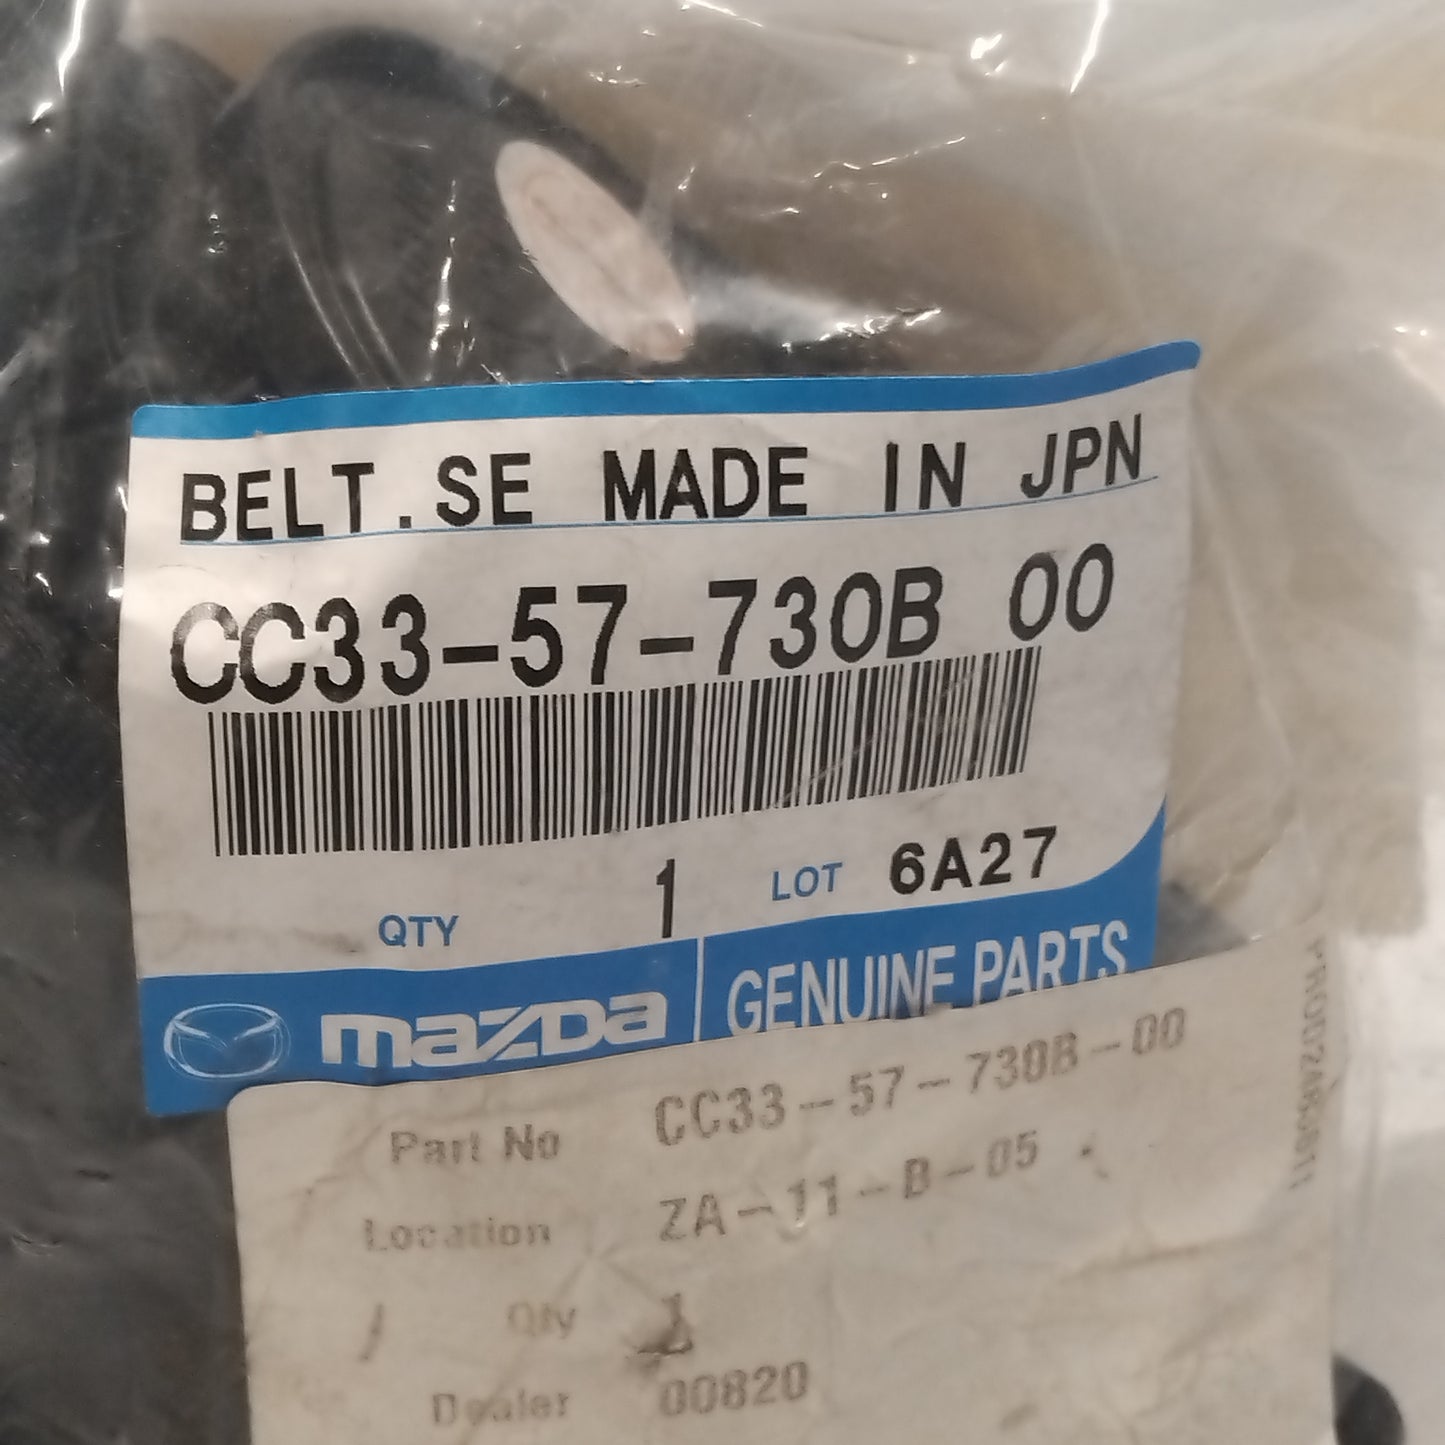 BELT.SE MADE IN JPN
CC33-57-730B 00
QTY 1 LOT 6A27
mazda GENUINE PARTS
Part No CC33-57-730B-00
Location ZA-11-B-05
Qty 1
Dealer 00820